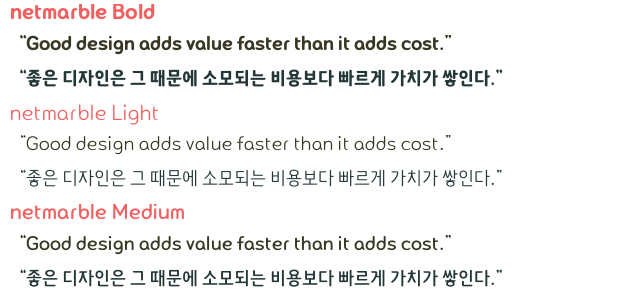 netmarble Bold
“Good design adds value faster than it adds cost.”
“좋은 디자인은 그 때문에 소모되는 비용보다 빠르게 가치가 쌓인다.”
netmarble Light
“Good design adds value faster than it adds cost.”
“좋은 디자인은 그 때문에 소모되는 비용보다 빠르게 가치가 쌓인다.”
netmarble Medium
“Good design adds value faster than it adds cost.”
“좋은 디자인은 그 때문에 소모되는 비용보다 빠르게 가치가 쌓인다.”